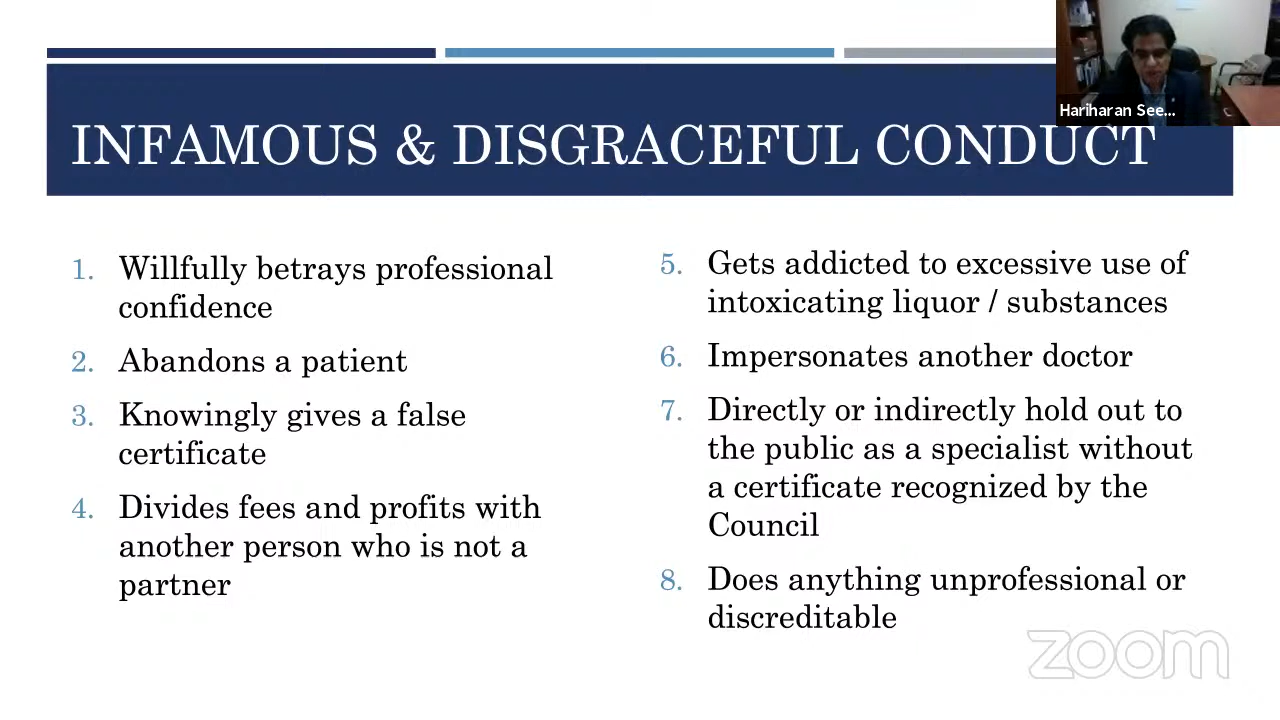 Hariharan See...
INFAMOUS & DISGRACEFUL CONDUCT
1. Willfully betrays professional
confidence
2. Abandons a patient
3. Knowingly gives a false
certificate
4. Divides fees and profits with
another person who is not a
partner
5. Gets addicted to excessive use of
intoxicating liquor / substances
6. Impersonates another doctor
7. Directly or indirectly hold out to
the public as a specialist without
a certificate recognized by the
Council
8. Does anything unprofessional or
discreditable
zoom